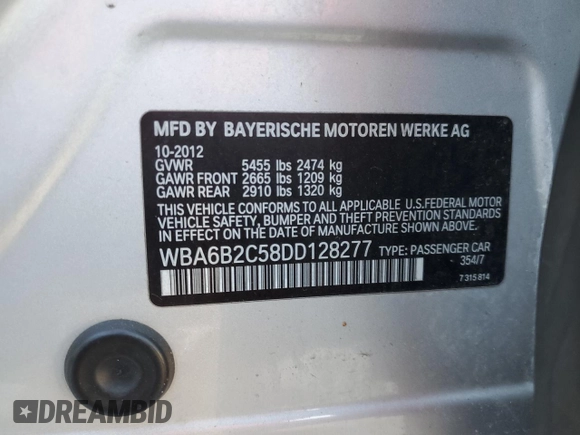 MFD BY BAYERISCHE MOTOREN WERKE AG
10-2012
GVWR 5455 lbs 2474 kg
GAWR FRONT 2665 lbs 1209 kg
GAWR REAR 2910 lbs 1320 kg
THIS VEHICLE CONFORMS TO ALL APPLICABLE U.S.FEDERAL MOTOR
VEHICLE SAFETY, BUMPER AND THEFT PREVENTION STANDARDS
IN EFFECT ON THE DATE OF MANUFACTURE SHOWN ABOVE.
WBA6B2C58DD128277 TYPE: PASSENGER CAR
354/7
7 315 814
DREAMBID